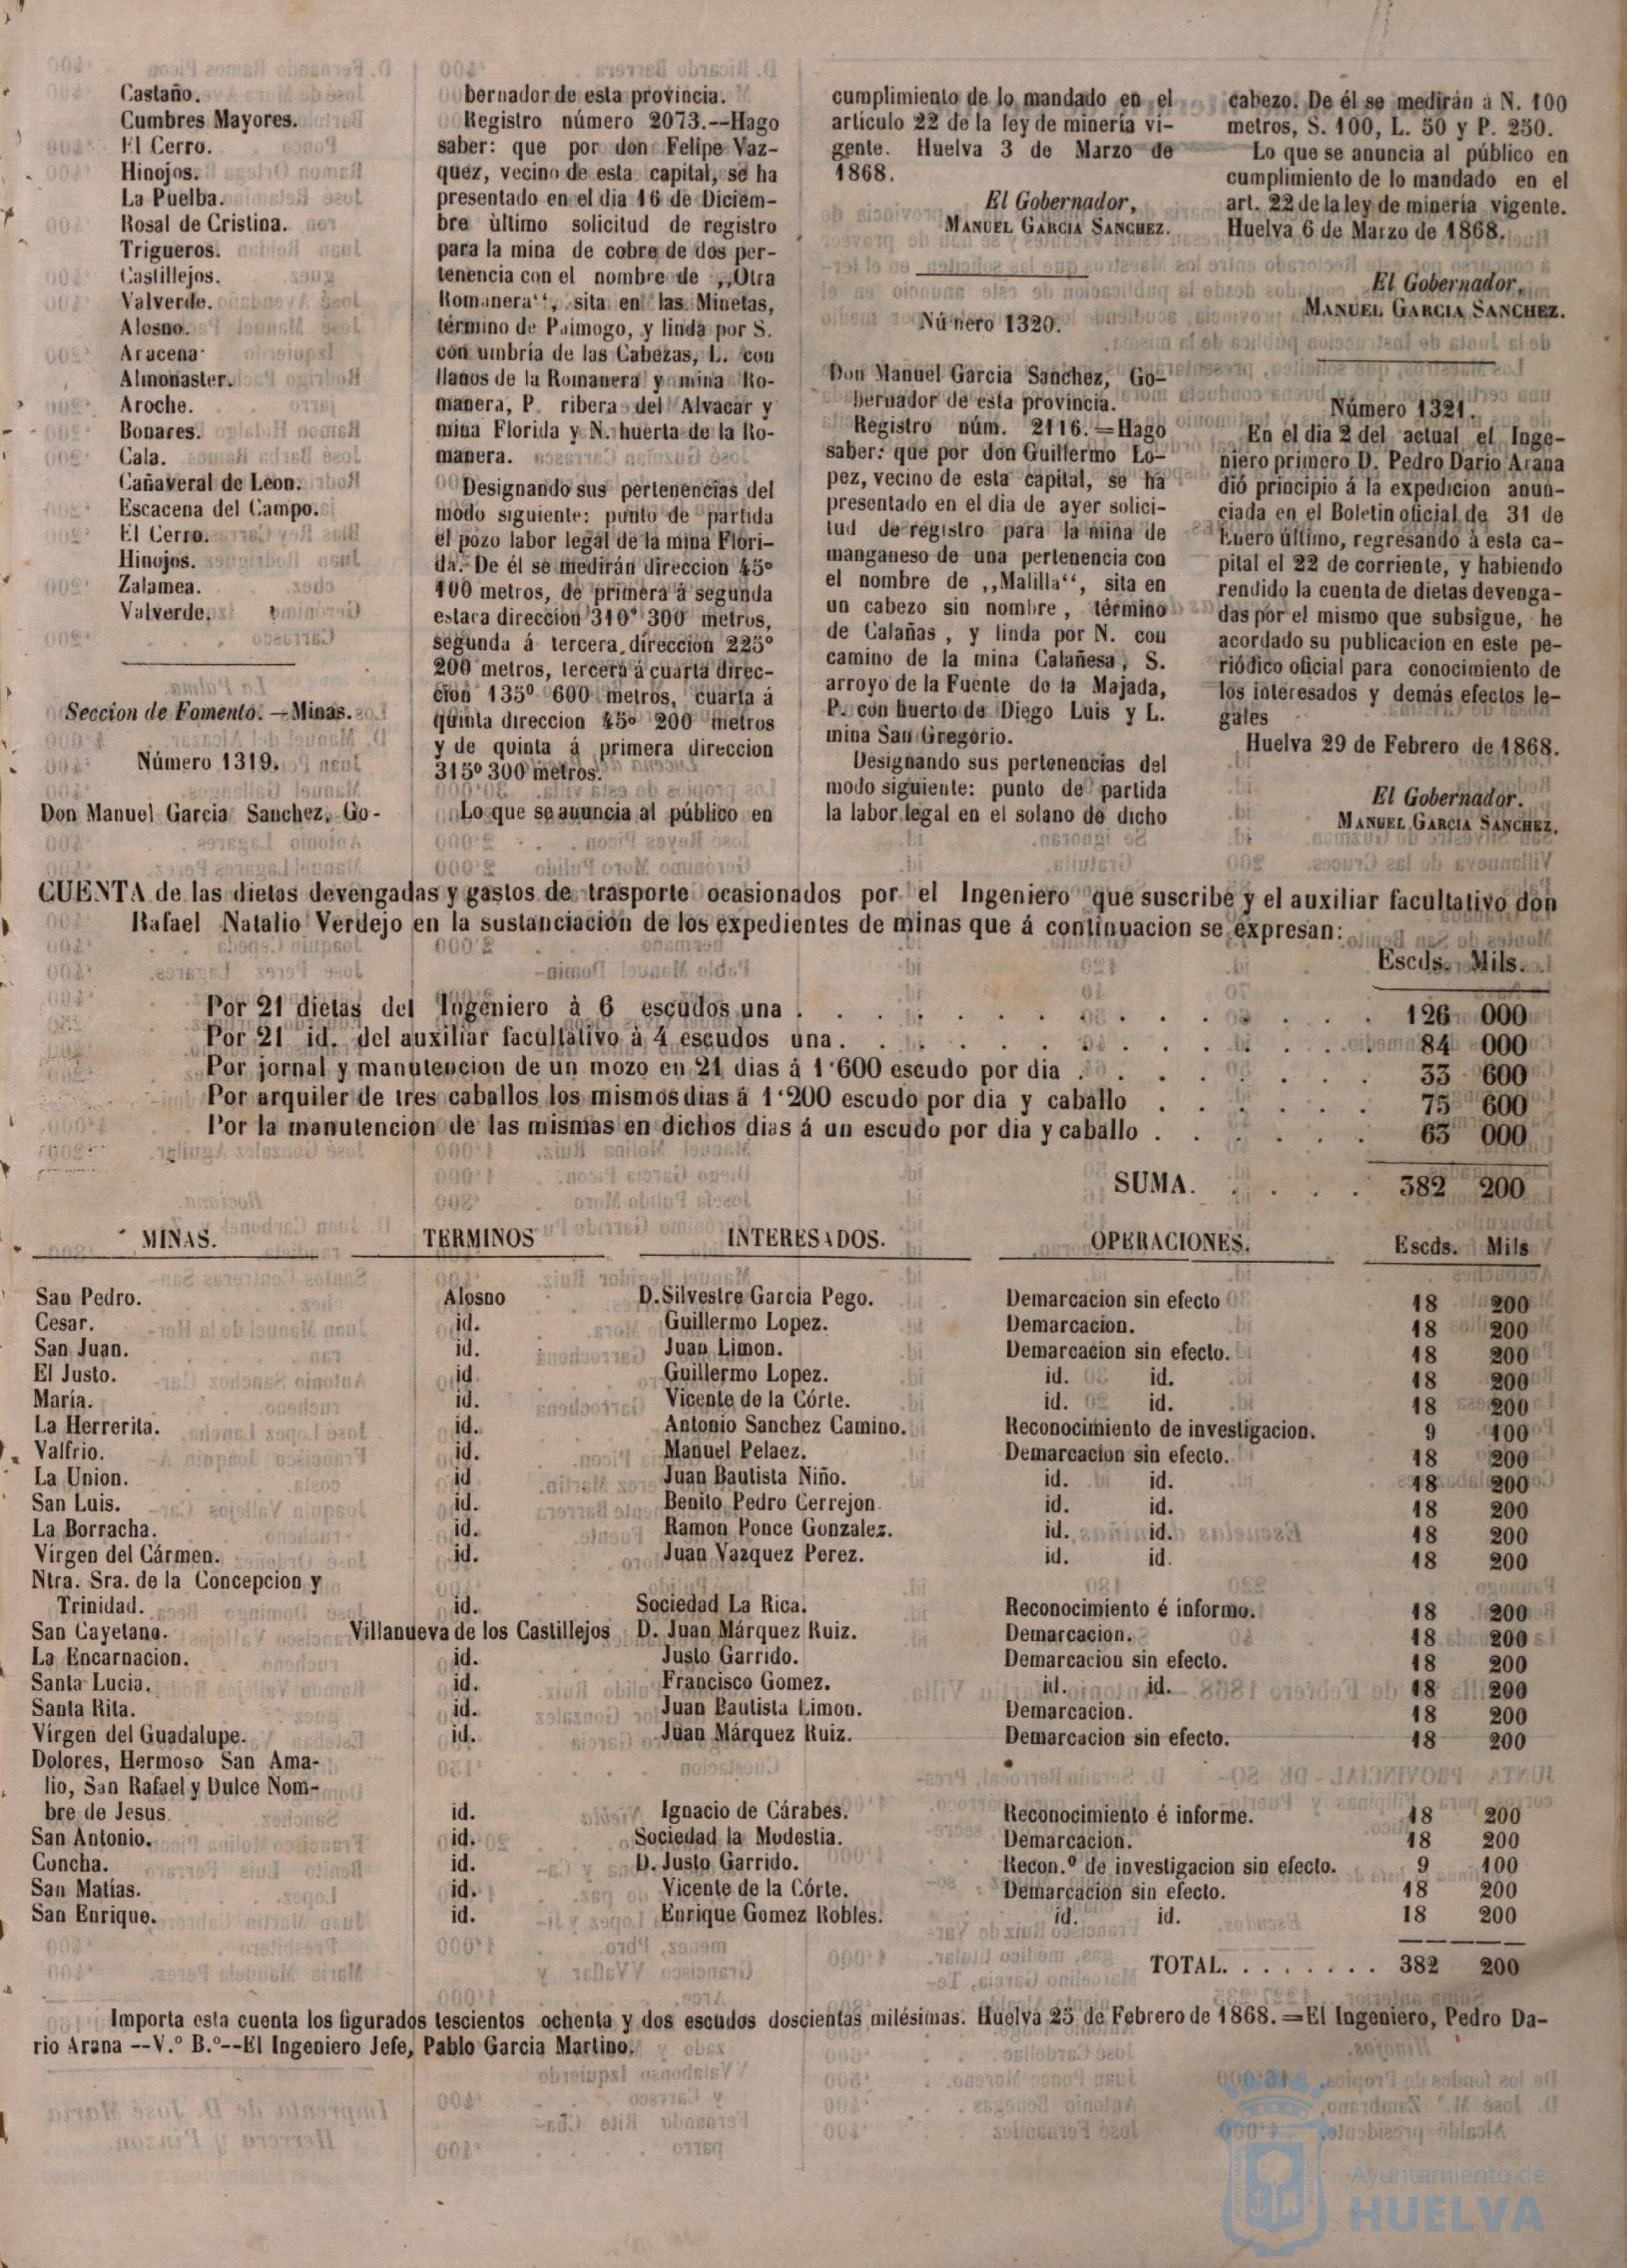 Castaño.
Cumbres Mayores.
El Cerro.
Hinojos.
La Puelba.
Rosal de Cristina.
Trigueros.
Castillejos.
Valverde.
Alosno.
Aracena
Almonaster.
Aroche.
Bonares.
Cala.
Cañaveral de Leon.
Escacena del Campo.
El Cerro.
Hinojos.
Zalamea.
Valverde.
Seccion de Fomento.—Minas.
Número 1319.
Don Manuel Garcia Sanchez, Go-
bernador de esta provincia.
Registro número 2073.--Hago
saber: que por don Felipe Vaz-
quez, vecino de esta capital, se ha
presentado en el dia 16 de Diciem-
bre ùltimo solicitud de registro
para la mina de cobre de dos per-
tenencia con el nombre de ,,Otra
Romanera‘‘, sita en las Minetas,
término de Paimogo, y linda por S.
con umbría de las Cabezas, L. con
llanos de la Romanera y mina Ro-
manera, P. ribera del Alvacar y
mina Florida y N. huerta de la Ro-
manera.
Designando sus pertenencias del
modo siguiente: punto de partida
el pozo labor legal de la mina Flori-
da. De él se medirán direccion 45º
100 metros, de primera á segunda
estaca direccion 310º 300 metros,
segunda á tercera direccion 225º
200 metros, tercera á cuarta direc-
cion 135º 600 metros, cuarta á
quinta direccion 45º 200 metros
y de quinta á primera direccion
315º 300 metros.
Lo que se anuncia al público en
cumplimiento de lo mandado en el
articulo 22 de la ley de minería vi-
gente. Huelva 3 de Marzo de
1868.
El Gobernador,
MANUEL GARCIA SANCHEZ.
Número 1320.
Don Manuel Garcia Sanchez, Go-
bernador de esta provincia.
Registro núm. 2116.=Hago
saber: que por don Guillermo Lo-
pez, vecino de esta capital, se ha
presentado en el dia de ayer solici-
tud de registro para la mina de
manganeso de una pertenencia con
el nombre de ,,Malilla‘‘, sita en
un cabezo sin nombre, término
de Calañas, y linda por N. con
camino de la mina Calañesa, S.
arroyo de la Fuente de la Majada,
P. con huerto de Diego Luis y L.
mina San Gregorio.
Designando sus pertenencias del
modo siguiente: punto de partida
la labor legal en el solano de dicho
cabezo. De él se medirán á N. 100
metros, S. 100, L. 50 y P. 250.
Lo que se anuncia al público en
cumplimiento de lo mandado en el
art. 22 de la ley de minería vigente.
Huelva 6 de Marzo de 1868.
El Gobernador,
MANUEL GARCIA SANCHEZ.
Número 1321.
En el dia 2 del actual el Inge-
niero primero D. Pedro Dario Arana
dió principio á la expedicion anun-
ciada en el Boletin oficial de 31 de
Enero último, regresando à esta ca-
pital el 22 de corriente, y habiendo
rendido la cuenta de dietas devenga-
das por el mismo que subsigue, he
acordado su publicacion en este pe-
riódico oficial para conocimiento de
los interesados y demás efectos le-
gales
Huelva 29 de Febrero de 1868.
El Gobernador.
MANUEL GARCIA SANCHEZ.
CUENTA de las dietas devengadas y gastos de trasporte ocasionados por el Ingeniero que suscribe y el auxiliar facultativo don
Rafael Natalio Verdejo en la sustanciacion de los expedientes de minas que á continuacion se expresan:
Escds. Mils.
Por 21 dietas del Ingeniero à 6 escudos una . . . 126 000
Por 21 id. del auxiliar facultativo à 4 escudos una. . . 84 000
Por jornal y manutencion de un mozo en 21 dias á 1‘600 escudo por dia . . . 33 600
Por arquiler de tres caballos los mismos dias á 1‘200 escudo por dia y caballo . . . 75 600
Por la manutencion de las mismas en dichos dias á un escudo por dia y caballo . . . 63 000
SUMA. . . . . 382 200
MINAS. TERMINOS INTERESADOS. OPERACIONES. Escds. Mils
San Pedro. Alosno D. Silvestre Garcia Pego. Demarcacion sin efecto 18 200
Cesar. id. Guillermo Lopez. Demarcacion. 18 200
San Juan. id. Juan Limon. Demarcacion sin efecto. 18 200
El Justo. id Guillermo Lopez. id. id. 18 200
María. id. Vicente de la Córte. id. id. 18 200
La Herrerita. id. Antonio Sanchez Camino. Reconocimiento de investigacion. 9 100
Valfrio. id. Manuel Pelaez. Demarcacion sin efecto. 18 200
La Union. id Juan Bautista Niño. id. id. 18 200
San Luis. id. Benito Pedro Cerrejon. id. id. 18 200
La Borracha. id. Ramon Ponce Gonzalez. id. id. 18 200
Vírgen del Cármen. id. Juan Vazquez Perez. id. id. 18 200
Ntra. Sra. de la Concepcion y
Trinidad. id. Sociedad La Rica. Reconocimiento é informo. 18 200
San Cayetano. Villanueva de los Castillejos D. Juan Márquez Ruiz. Demarcacion. 18 200
La Encarnacion. id. Justo Garrido. Demarcacion sin efecto. 18 200
Santa Lucia. id. Francisco Gomez. id. id. 18 200
Santa Rita. id. Juan Bautista Limon. Demarcacion. 18 200
Vírgen del Guadalupe. id. Juan Márquez Ruiz. Demarcacion sin efecto. 18 200
Dolores, Hermoso San Ama-
lio, San Rafael y Dulce Nom-
bre de Jesus. id. Ignacio de Cárabes. Reconocimiento é informe. 18 200
San Antonio. id. Sociedad la Modestia. Demarcacion. 18 200
Concha. id. D. Justo Garrido. Recon.º de investigacion sin efecto. 9 100
San Matías. id. Vicente de la Córte. Demarcacion sin efecto. 18 200
San Enrique. id. Enrique Gomez Robles. id. id. 18 200
TOTAL. . . . . . . . 382 200
Importa esta cuenta los figurados tescientos ochenta y dos escudos doscientas milésimas. Huelva 25 de Febrero de 1868.=El Ingeniero, Pedro Da-
rio Arana --V.º B.º--El Ingeniero Jefe, Pablo Garcia Martino.
Ayuntamiento de
HUELVA